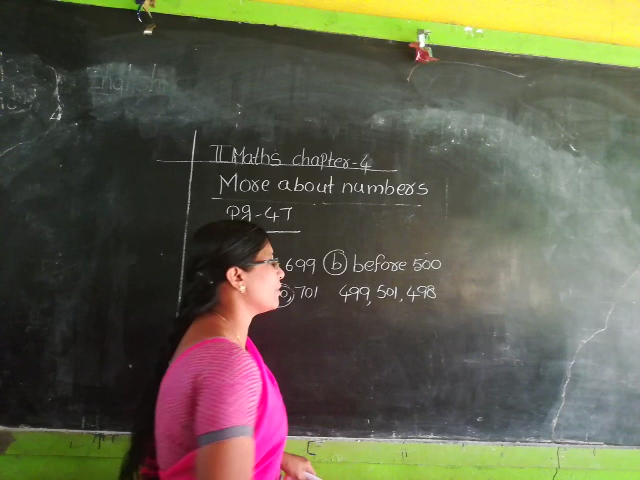 II Maths chapter-4
More about numbers
Pg-47
699 (b) before 500
701 499, 501, 498